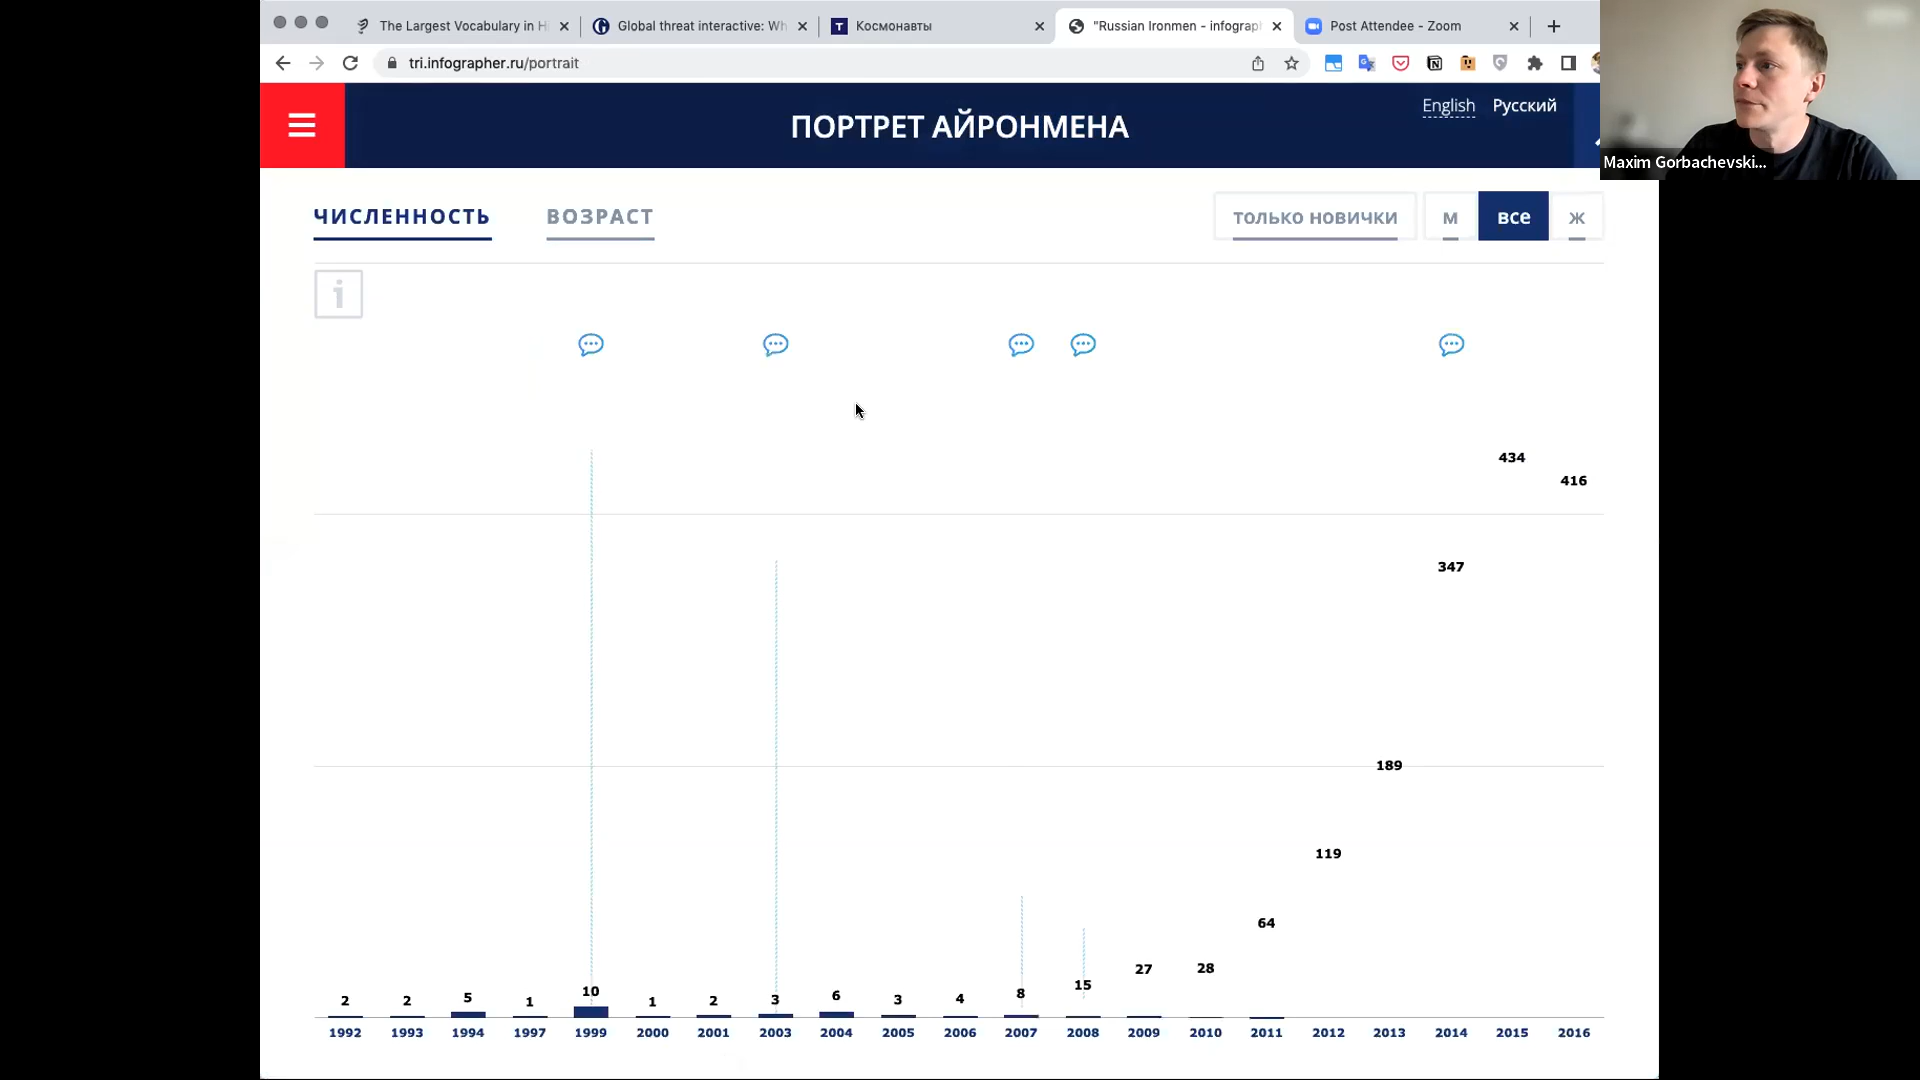 The Largest Vocabulary in Hi
Global threat interactive: Wh
Космонавты
"Russian Ironmen - infograph
Post Attendee - Zoom
tri.infographer.ru/portrait
ПОРТРЕТ АЙРОНМЕНА
English Русский
Maxim Gorbachevski...
ЧИСЛЕННОСТЬ ВОЗРАСТ
только новички м все ж
i
434
416
347
189
119
64
27 28
2 2 5 1 10 1 2 3 6 3 4 8 15
1992 1993 1994 1997 1999 2000 2001 2003 2004 2005 2006 2007 2008 2009 2010 2011 2012 2013 2014 2015 2016